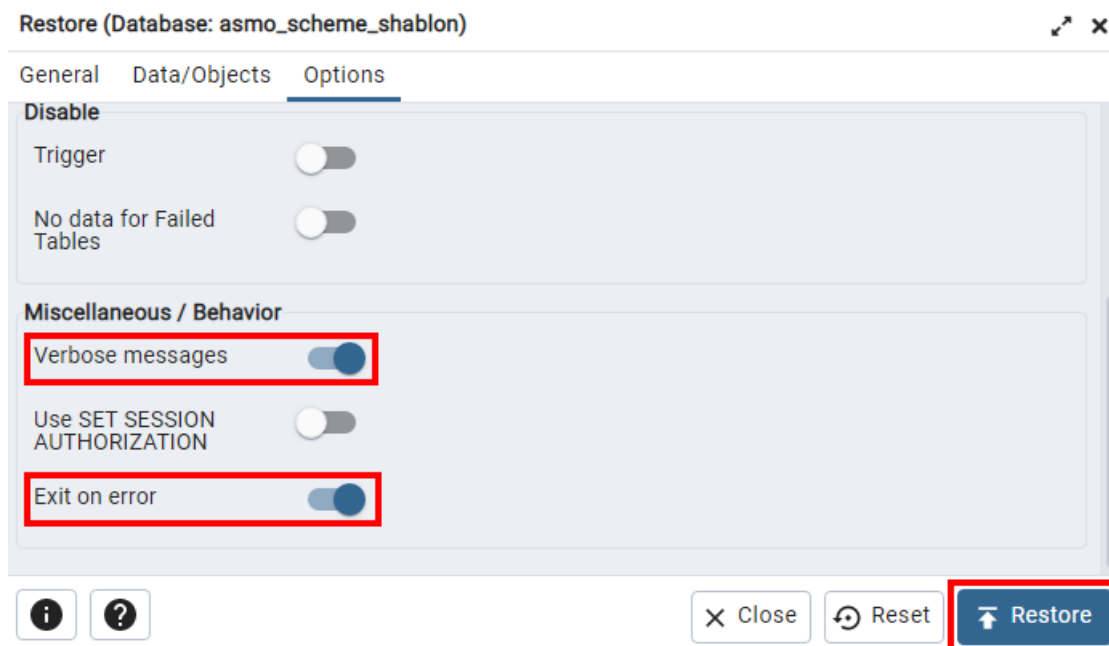 Restore (Database: asmo_scheme_shablon)
General Data/Objects Options
Disable
Trigger
No data for Failed
Tables
Miscellaneous / Behavior
Verbose messages
Use SET SESSION
AUTHORIZATION
Exit on error
Close Reset Restore